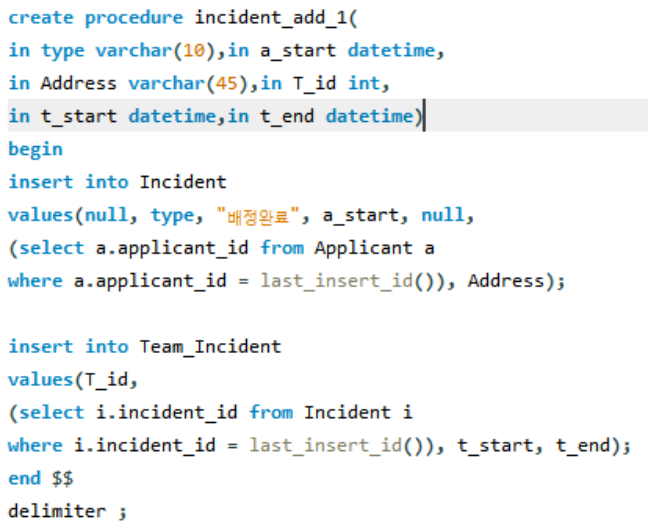 create procedure incident_add_1(
in type varchar(10),in a_start datetime,
in Address varchar(45),in T_id int,
in t_start datetime,in t_end datetime)
begin
insert into Incident
values(null, type, "배정완료", a_start, null,
(select a.applicant_id from Applicant a
where a.applicant_id = last_insert_id()), Address);
insert into Team_Incident
values(T_id,
(select i.incident_id from Incident i
where i.incident_id = last_insert_id()), t_start, t_end);
end $$
delimiter ;